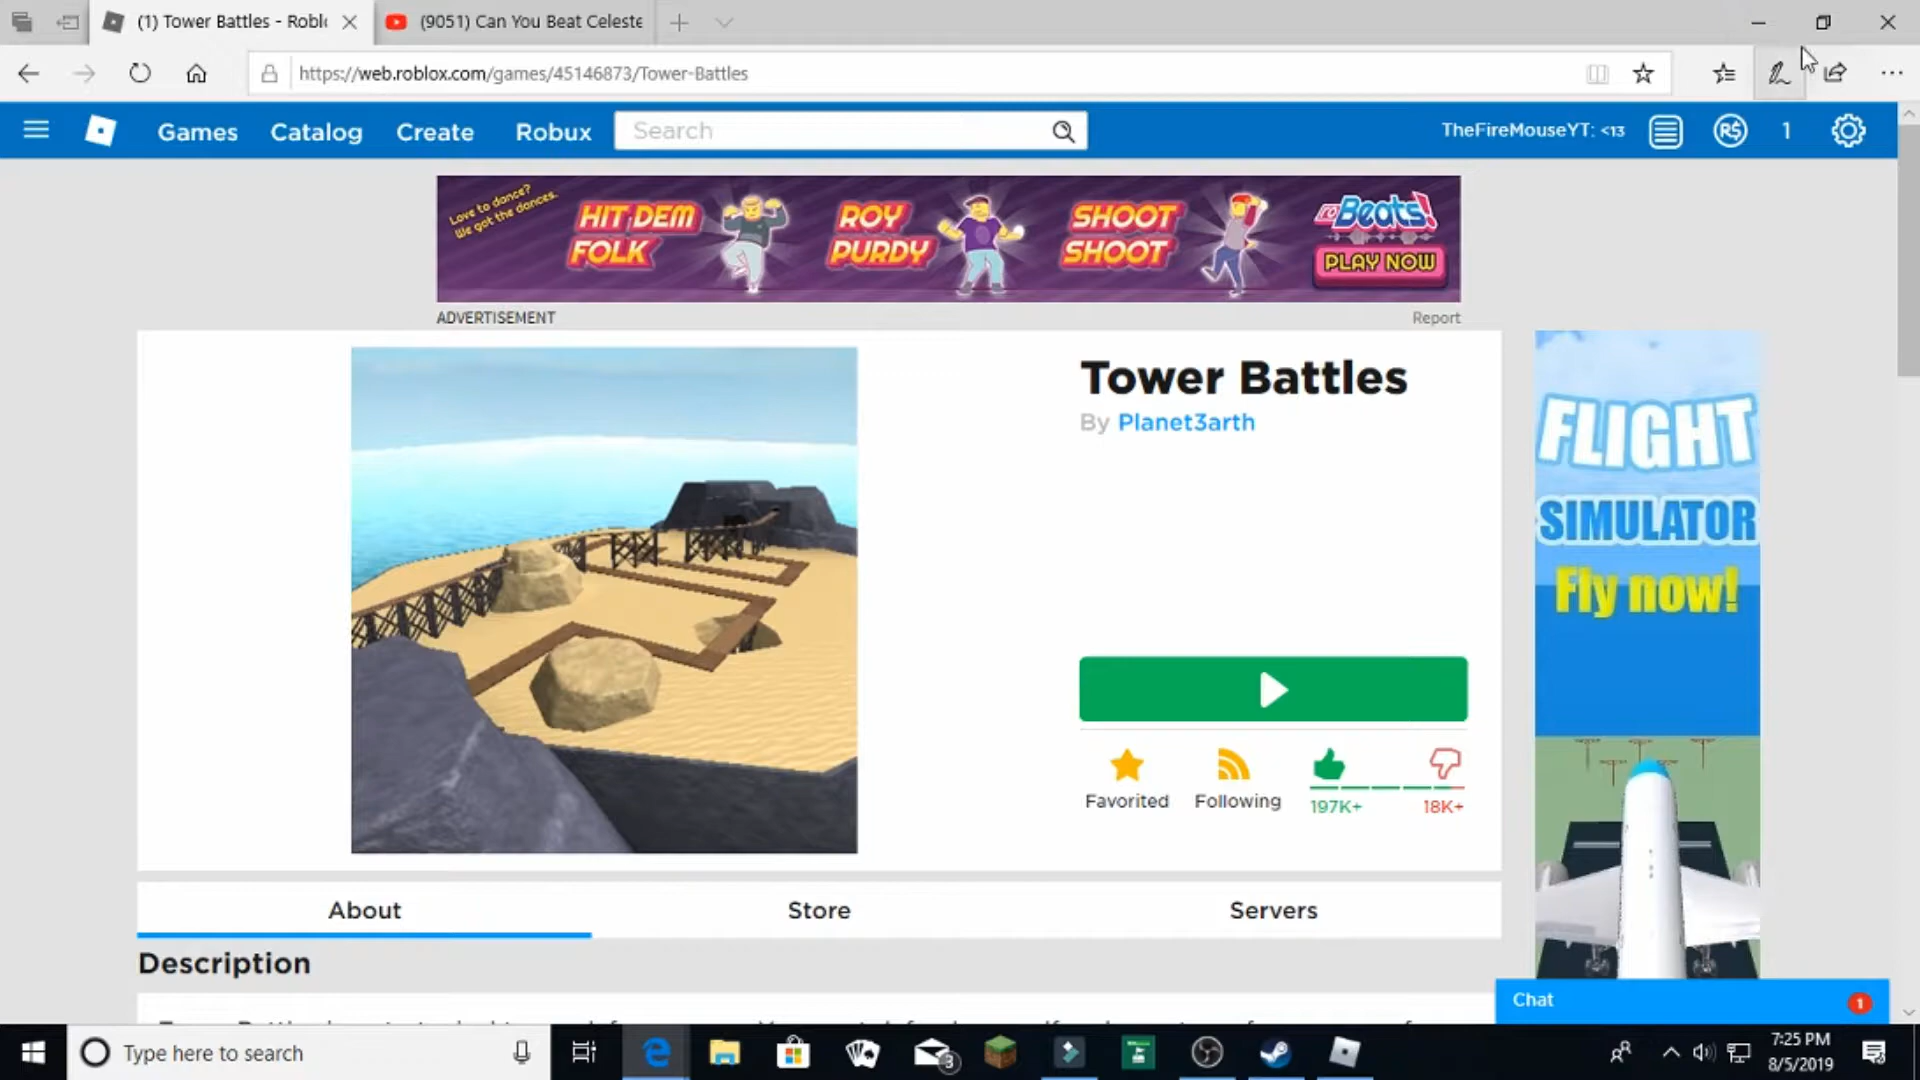 (1) Tower Battles - Roblo
(9051) Can You Beat Celeste
https://web.roblox.com/games/45146873/Tower-Battles
Games
Catalog
Create
Robux
Search
TheFireMouseYT: <13
R$
1
Love to dance?
We got the dances.
HIT DEM
FOLK
ROY
PURDY
SHOOT
SHOOT
roBeats!
PLAY NOW
ADVERTISEMENT
Report
Tower Battles
By Planet3arth
Favorited
Following
197K+
18K+
FLIGHT
SIMULATOR
Fly now!
About
Store
Servers
Description
Chat
1
Type here to search
3
7:25 PM
8/5/2019